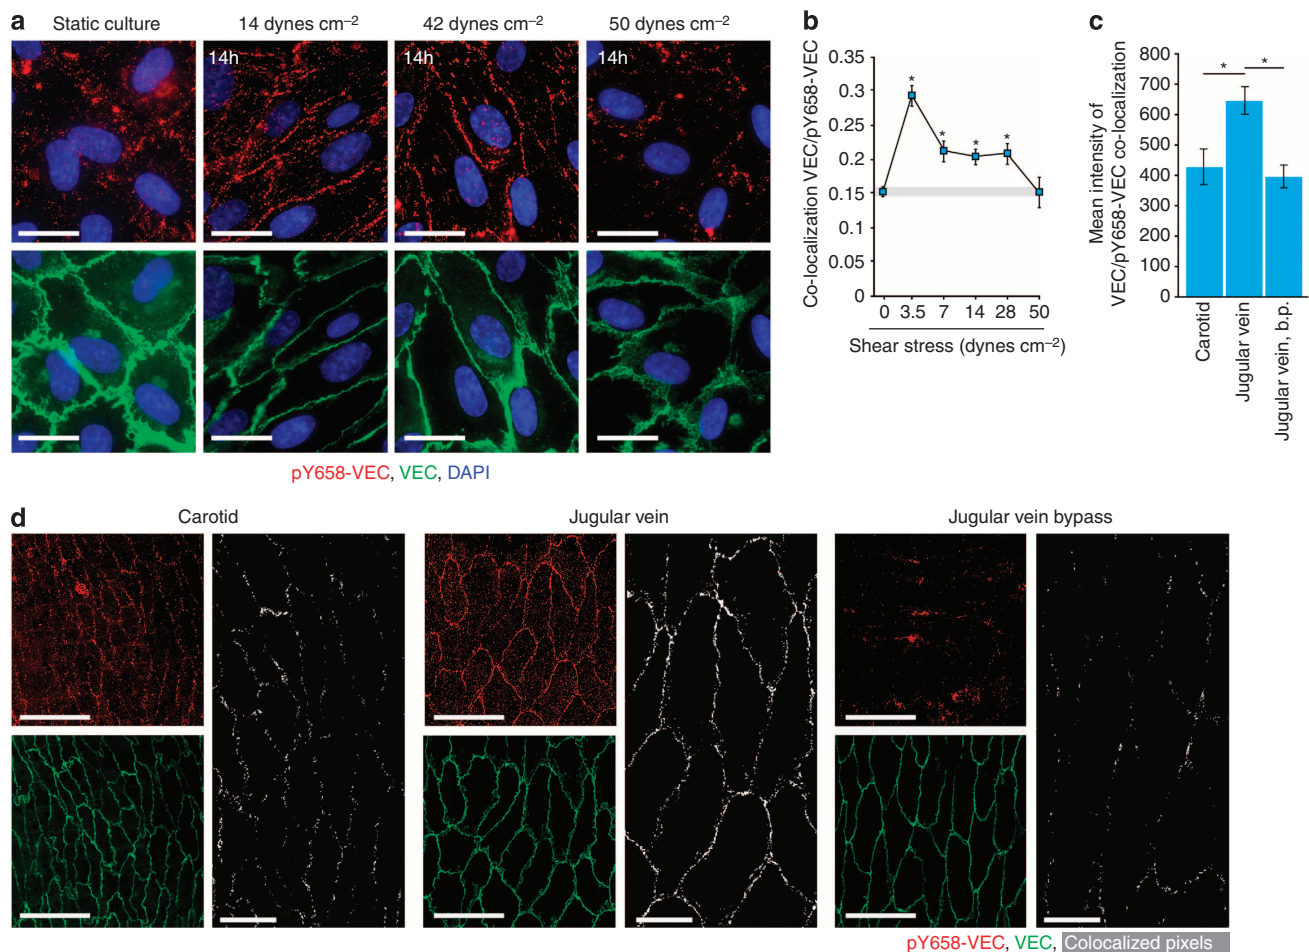 a
Static culture
14 dynes cm⁻²
42 dynes cm⁻²
50 dynes cm⁻²
14h
14h
14h
pY658-VEC, VEC, DAPI
b
Co-localization VEC/pY658-VEC
0.35
0.3
0.25
0.2
0.15
0.1
0.05
0
*
*
*
*
0 3.5 7 14 28 50
Shear stress (dynes cm⁻²)
c
Mean intensity of
VEC/pY658-VEC co-localization
800
700
600
500
400
300
200
100
0
* *
Carotid
Jugular vein
Jugular vein, b.p.
d
Carotid
Jugular vein
Jugular vein bypass
pY658-VEC, VEC, Colocalized pixels